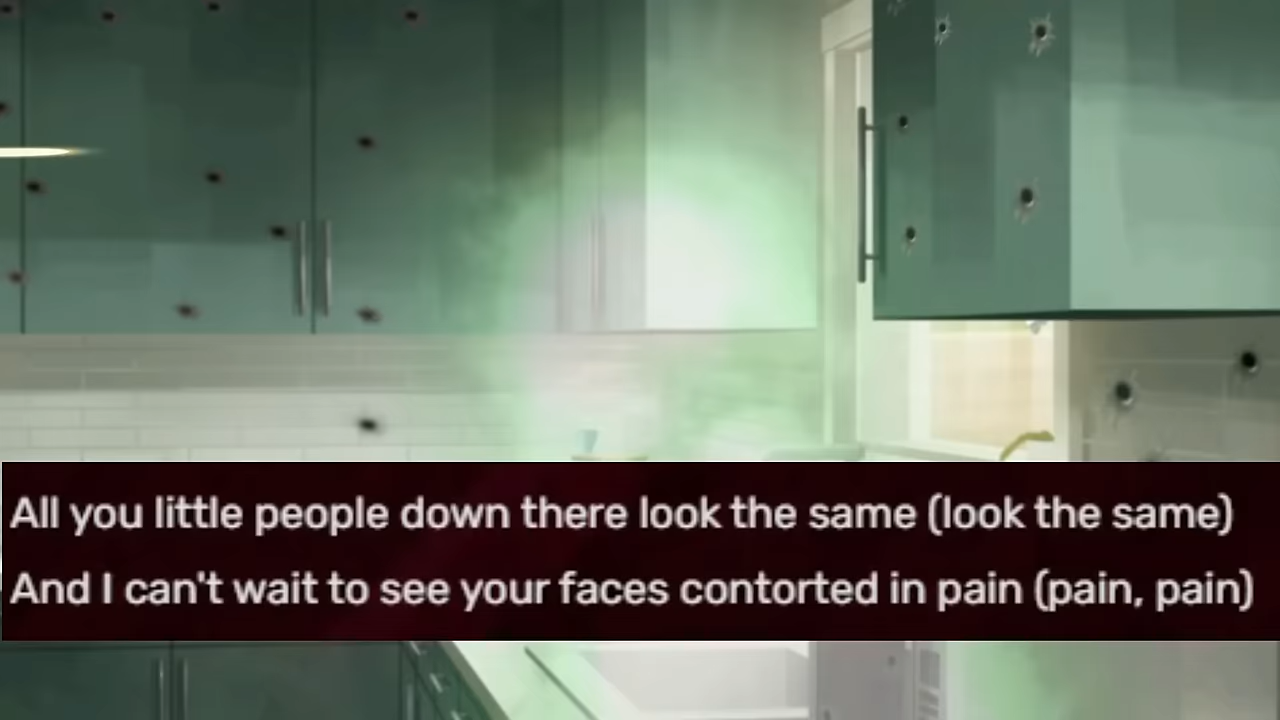 All you little people down there look the same (look the same)
And I can't wait to see your faces contorted in pain (pain, pain)